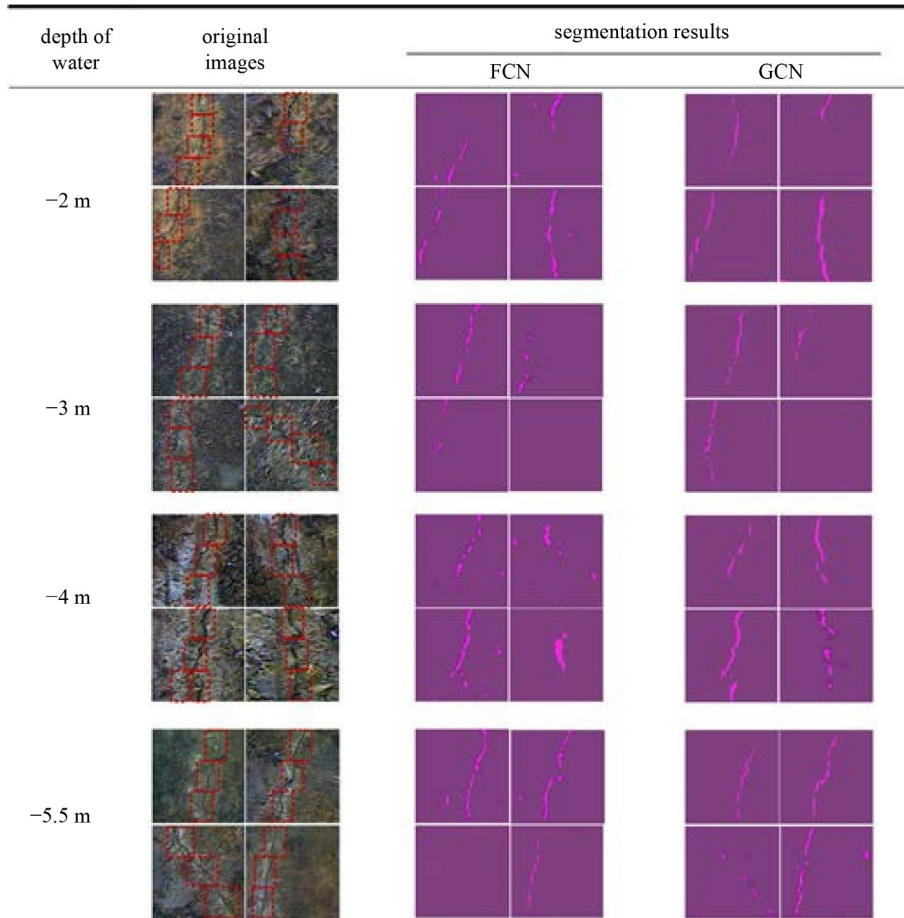 depth of water
original images
segmentation results
FCN
GCN
−2 m
−3 m
−4 m
−5.5 m